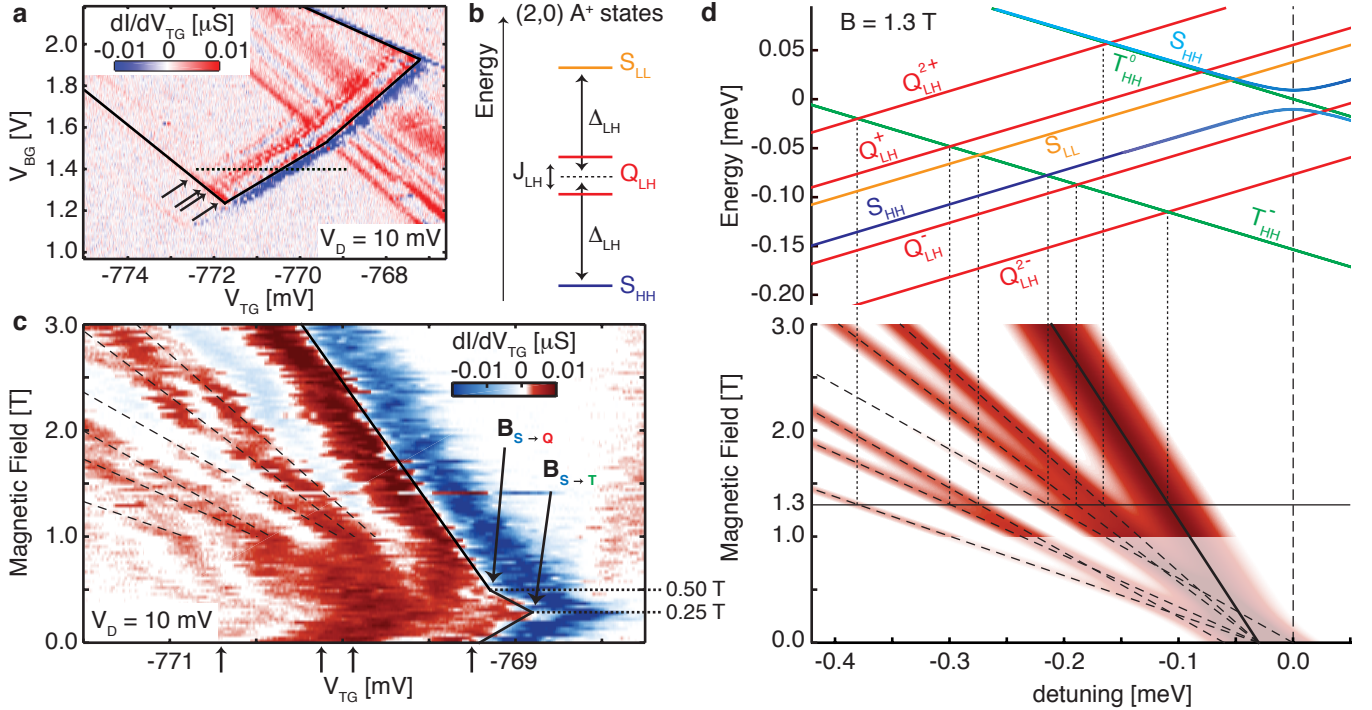 a
dI/dV_TG [μS]
-0.01 0 0.01
2.0
1.8
1.6
1.4
1.2
1.0
V_BG [V]
V_D = 10 mV
-774 -772 -770 -768
V_TG [mV]
b
(2,0) A⁺ states
Energy
S_LL
Δ_LH
J_LH
Q_LH
Δ_LH
S_HH
c
3.0
2.0
1.0
0.0
Magnetic Field [T]
dI/dV_TG [μS]
-0.01 0 0.01
B_S→Q
B_S→T
0.50 T
0.25 T
V_D = 10 mV
-771 -769
V_TG [mV]
d
B = 1.3 T
0.05
0
-0.05
-0.10
-0.15
-0.20
Energy [meV]
Q_LH^2+
Q_LH^+
S_LL
S_HH
T_HH^0
S_HH
Q_LH^-
Q_LH^2-
T_HH^-
3.0
2.0
1.3
1.0
0.0
Magnetic Field [T]
-0.4 -0.3 -0.2 -0.1 0.0
detuning [meV]